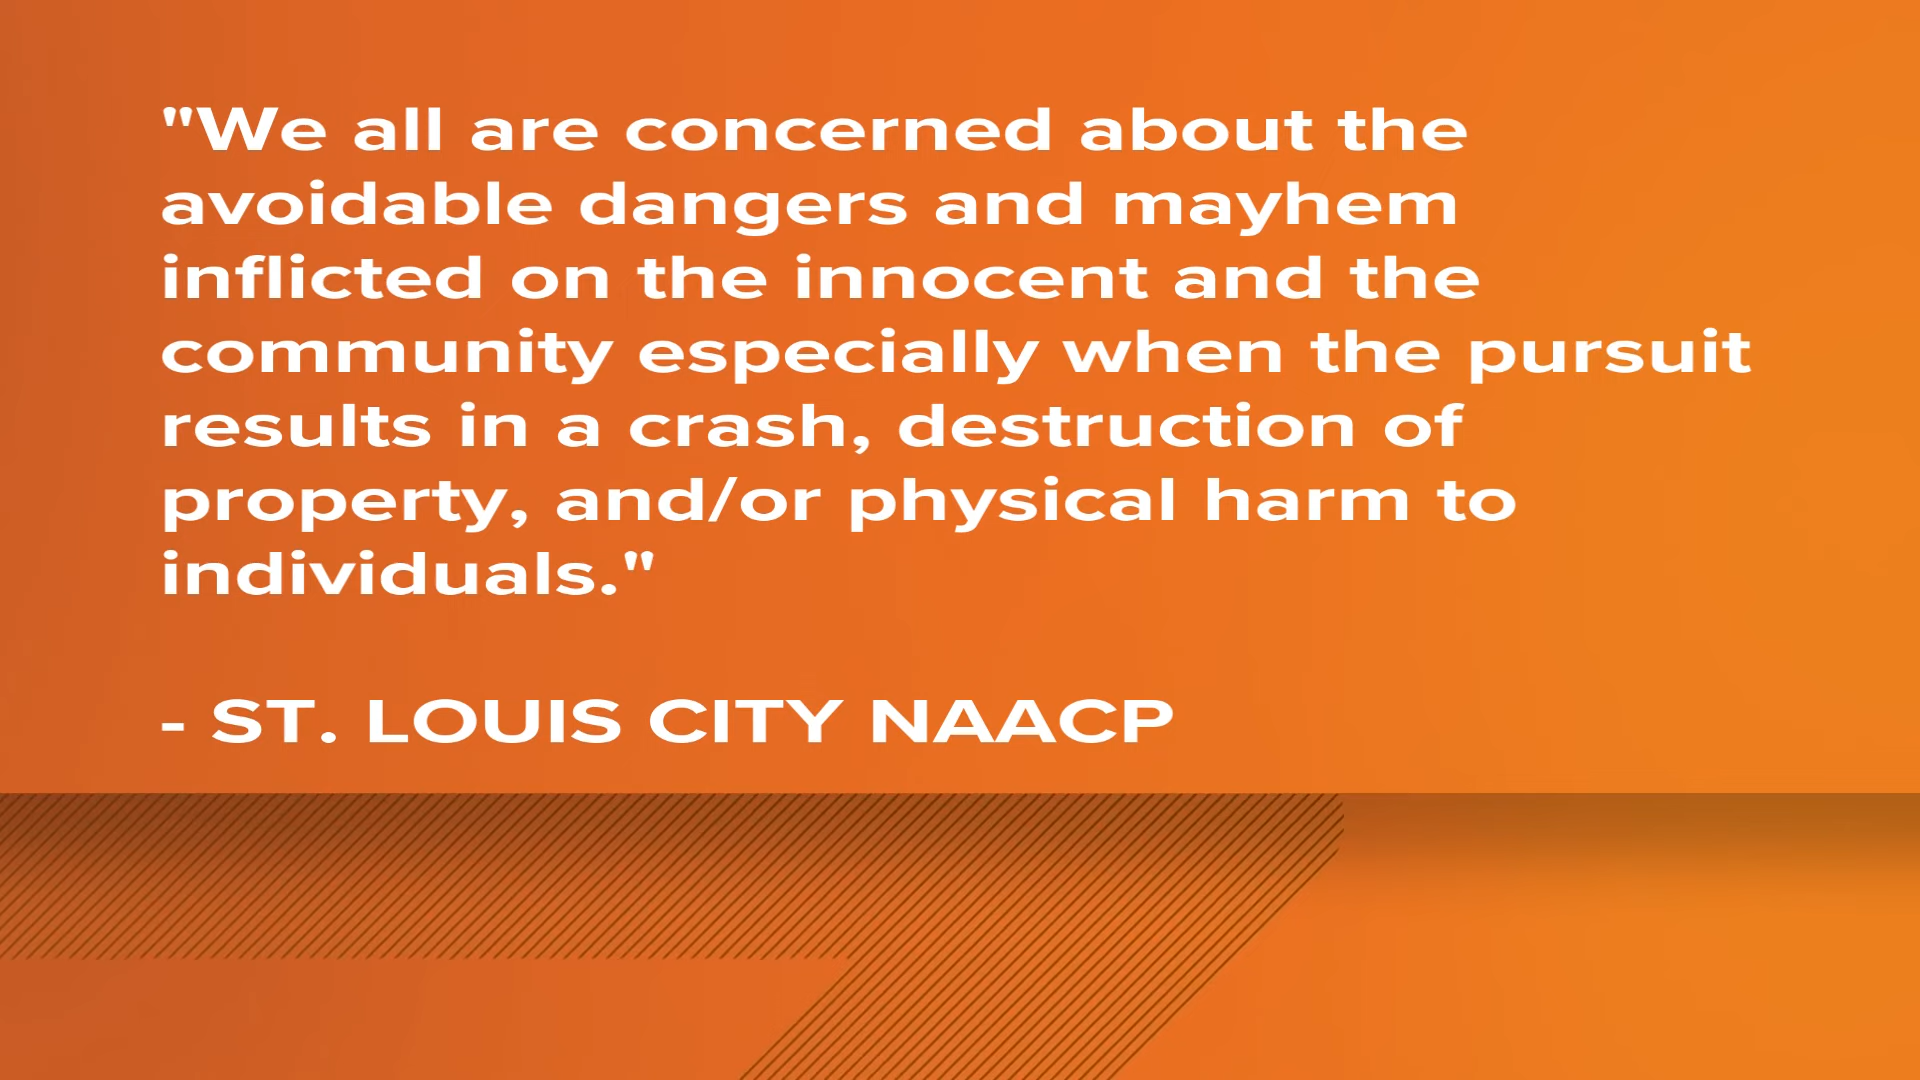 "We all are concerned about the
avoidable dangers and mayhem
inflicted on the innocent and the
community especially when the pursuit
results in a crash, destruction of
property, and/or physical harm to
individuals."
- ST. LOUIS CITY NAACP